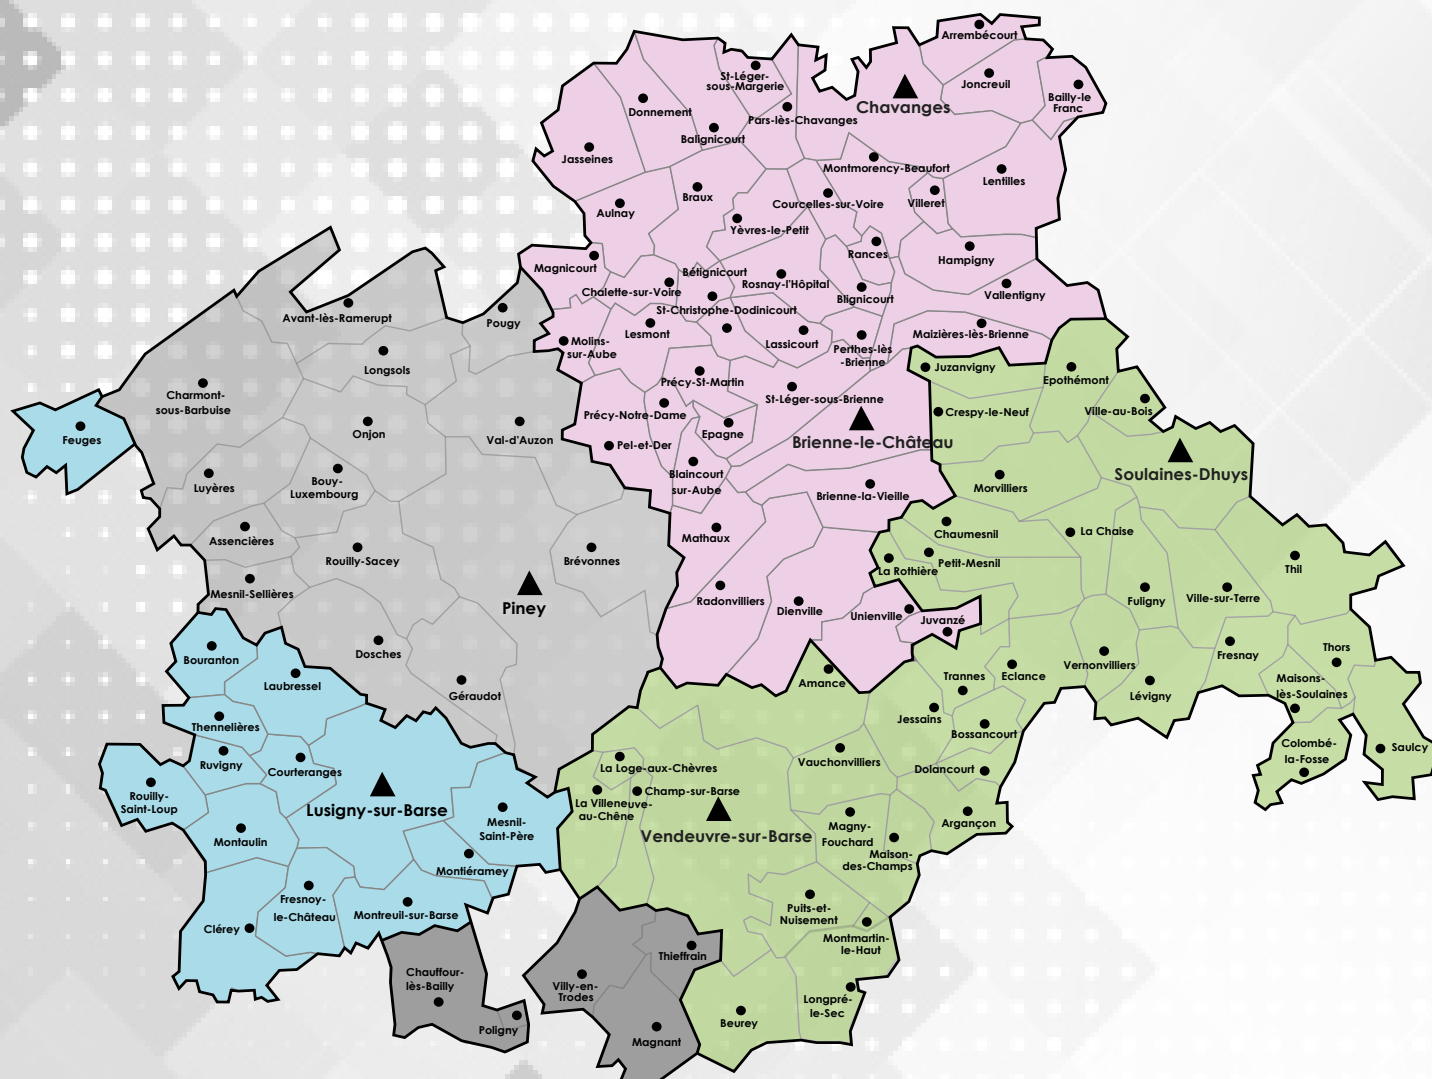 Arrembécourt
St-Léger-
sous-Margerie
Joncreuil
Chavanges
Bailly-le
Franc
Donnement
Pars-lès-Chavanges
Balignicourt
Jasseines
Montmorency-Beaufort
Lentilles
Braux
Courcelles-sur-Voire
Villeret
Aulnay
Yèvres-le-Petit
Rances
Hampigny
Magnicourt
Bétignicourt
Rosnay-l'Hôpital
Chalette-sur-Voire
Blignicourt
Vallentigny
St-Christophe-Dodinicourt
Avant-lès-Ramerupt
Pougy
Lesmont
Lassicourt
Maizières-lès-Brienne
Molins-
sur-Aube
Perthes-lès
-Brienne
Longsols
Juzanvigny
Epothémont
Précy-St-Martin
Charmont-
sous-Barbuise
St-Léger-sous-Brienne
Précy-Notre-Dame
Crespy-le-Neuf
Ville-au-Bois
Feuges
Onjon
Val-d'Auzon
Epagne
Brienne-le-Château
Pel-et-Der
Soulaines-Dhuys
Blaincourt
sur-Aube
Luyères
Bouy-
Luxembourg
Brienne-la-Vieille
Morvilliers
Assencières
Mathaux
Chaumesnil
La Chaise
Rouilly-Sacey
Brévonnes
Petit-Mesnil
La Rothière
Thil
Mesnil-Sellières
Piney
Radonvilliers
Dienville
Unienville
Juvanzé
Fuligny
Ville-sur-Terre
Dosches
Bouranton
Fresnay
Thors
Vernonvilliers
Laubressel
Géraudot
Amance
Trannes
Eclance
Lévigny
Maisons-
lès-Soulaines
Thennelières
Jessains
Bossancourt
Ruvigny
Courteranges
La Loge-aux-Chèvres
Vauchonvilliers
Dolancourt
Colombé-
la-Fosse
Saulcy
Rouilly-
Saint-Loup
Lusigny-sur-Barse
Champ-sur-Barse
La Villeneuve-
au-Chêne
Mesnil-
Saint-Père
Vendeuvre-sur-Barse
Magny-
Fouchard
Argançon
Montaulin
Maison-
des-Champs
Montiéramey
Fresnoy-
le-Château
Montreuil-sur-Barse
Puits-et-
Nuisement
Clérey
Montmartin-
le-Haut
Thieffrain
Chauffour-
lès-Bailly
Villy-en-
Trodes
Longpré-
le-Sec
Poligny
Beurey
Magnant